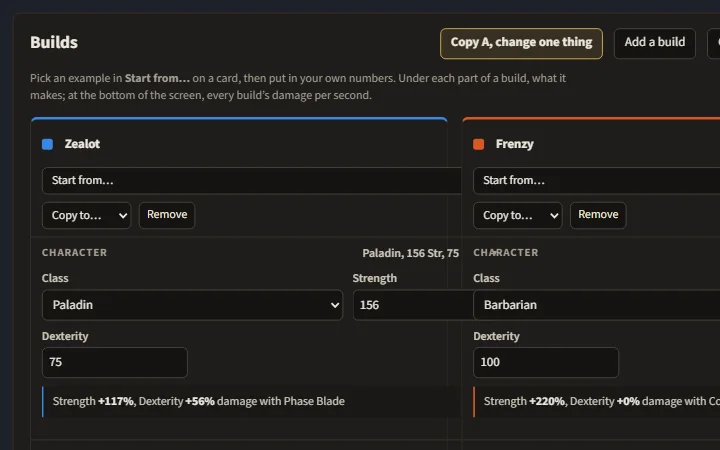 Builds
Copy A, change one thing
Add a build
Pick an example in Start from... on a card, then put in your own numbers. Under each part of a build, what it
makes; at the bottom of the screen, every build's damage per second.
Zealot
Frenzy
Start from...
Start from...
Copy to...
Remove
Copy to...
Remove
CHARACTER
Paladin, 156 Str, 75
CHARACTER
Class
Strength
Class
Paladin
156
Barbarian
Dexterity
Dexterity
75
100
Strength +117%, Dexterity +56% damage with Phase Blade
Strength +220%, Dexterity +0% damage with